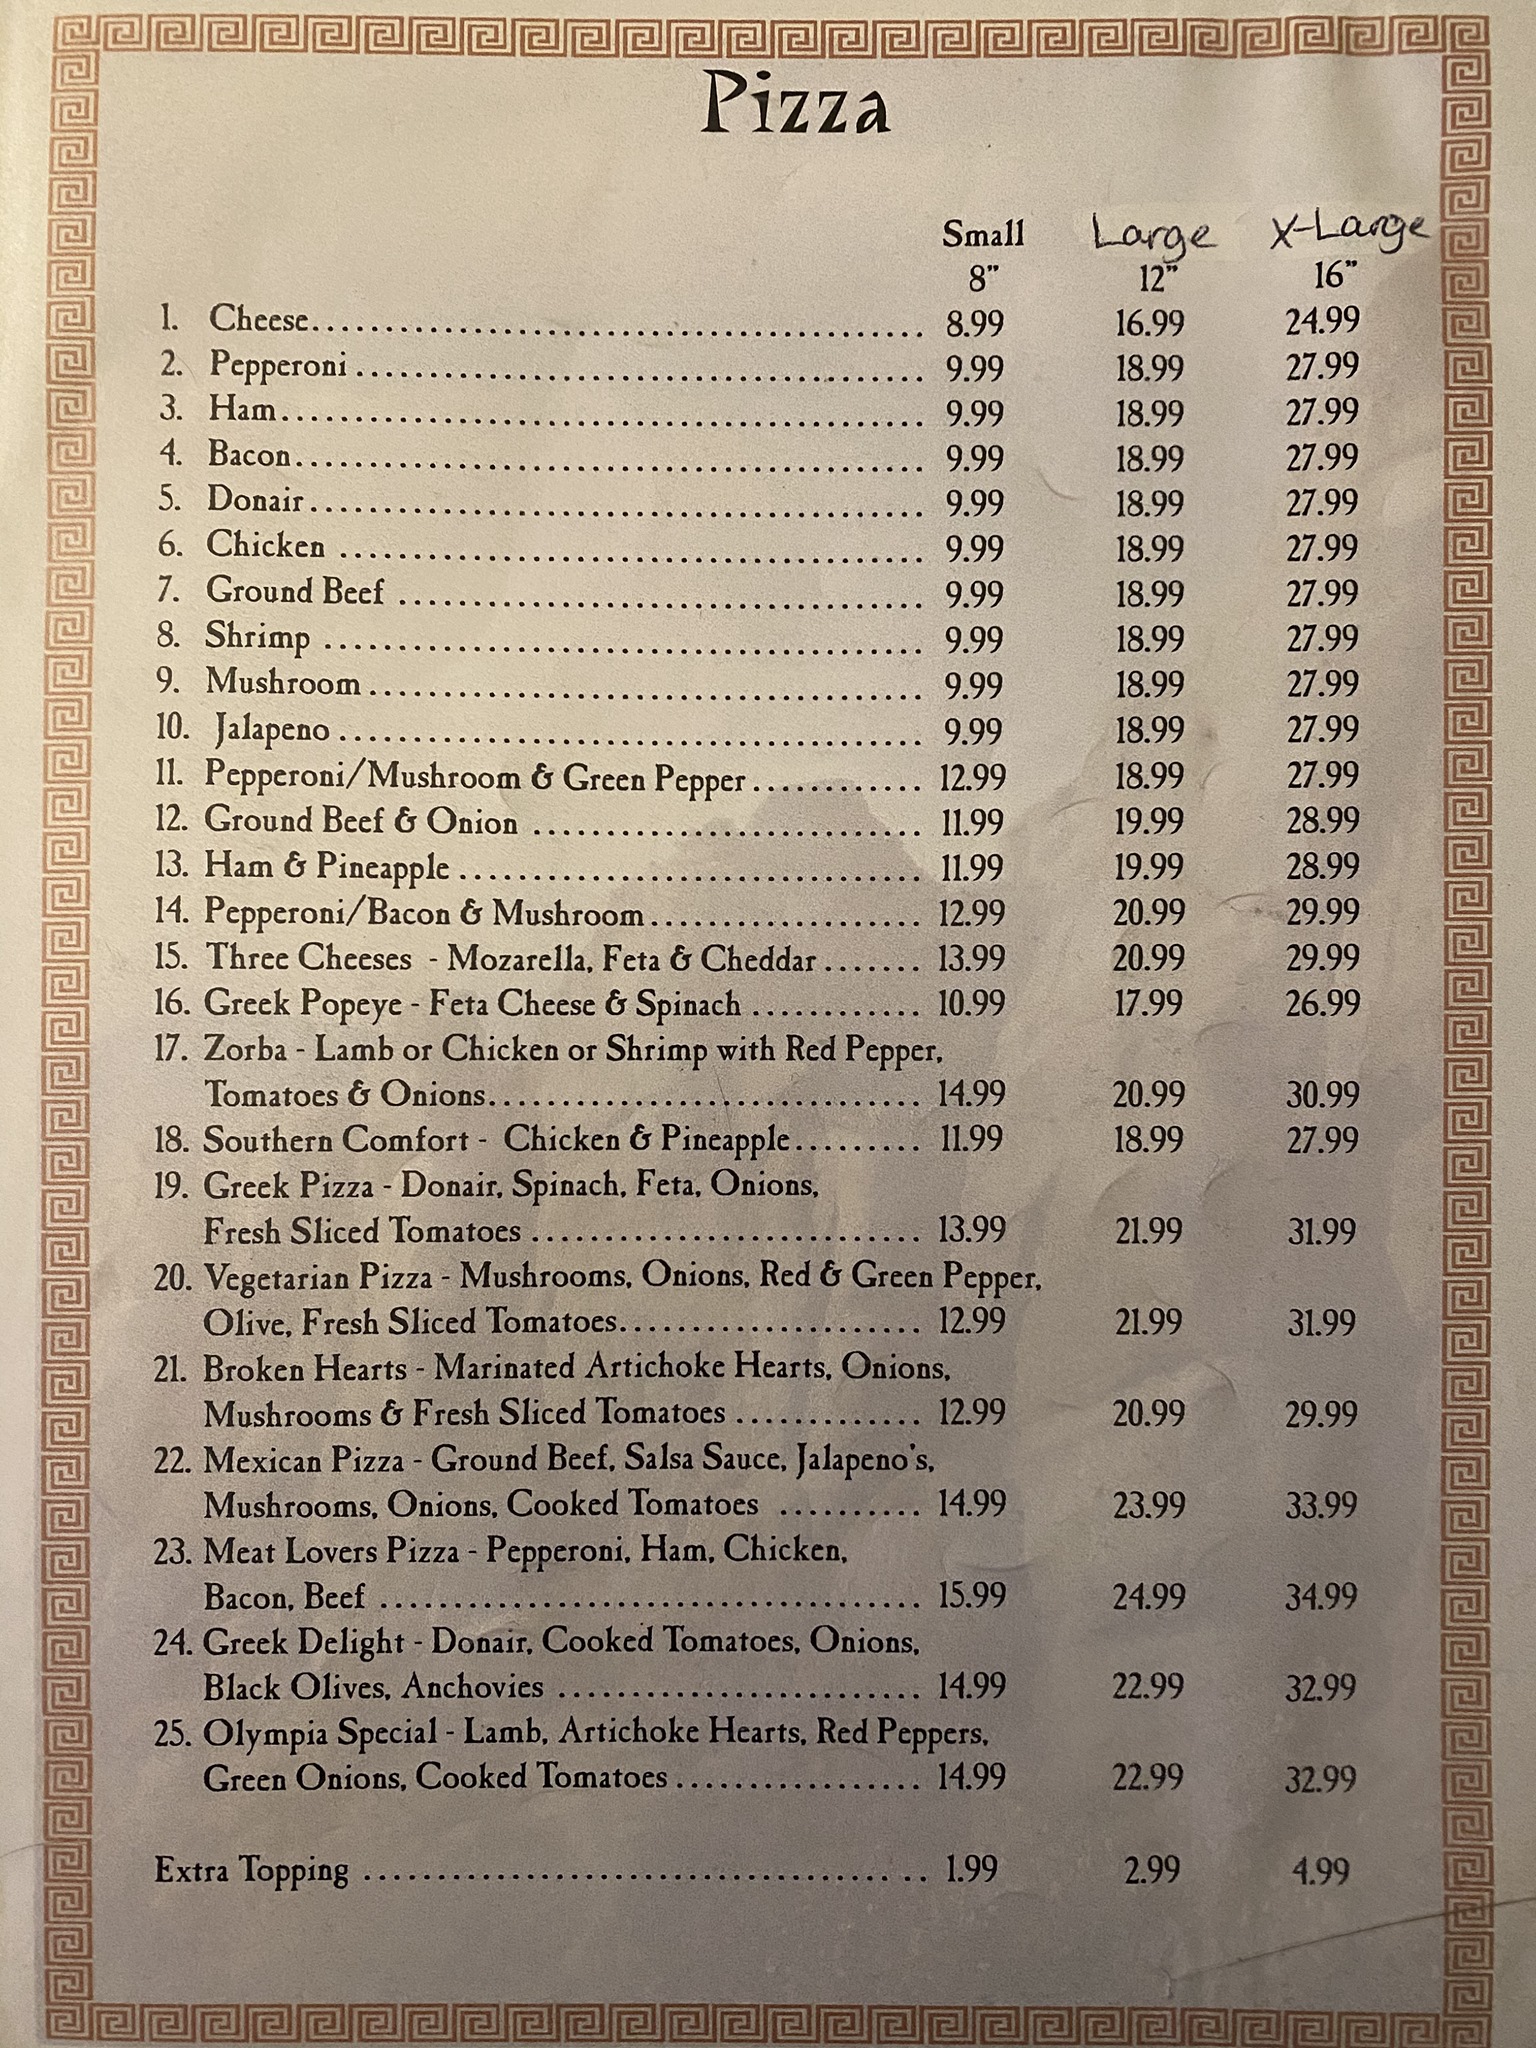 Pizza
Small Large X-Large
8" 12" 16"
1. Cheese........................................ 8.99 16.99 24.99
2. Pepperoni ...................................... 9.99 18.99 27.99
3. Ham........................................... 9.99 18.99 27.99
4. Bacon.......................................... 9.99 18.99 27.99
5. Donair......................................... 9.99 18.99 27.99
6. Chicken ....................................... 9.99 18.99 27.99
7. Ground Beef ................................... 9.99 18.99 27.99
8. Shrimp ........................................ 9.99 18.99 27.99
9. Mushroom..................................... 9.99 18.99 27.99
10. Jalapeno ....................................... 9.99 18.99 27.99
11. Pepperoni/Mushroom & Green Pepper............ 12.99 18.99 27.99
12. Ground Beef & Onion .......................... 11.99 19.99 28.99
13. Ham & Pineapple............................... 11.99 19.99 28.99
14. Pepperoni/Bacon & Mushroom................... 12.99 20.99 29.99
15. Three Cheeses - Mozarella, Feta & Cheddar....... 13.99 20.99 29.99
16. Greek Popeye - Feta Cheese & Spinach ............ 10.99 17.99 26.99
17. Zorba - Lamb or Chicken or Shrimp with Red Pepper,
Tomatoes & Onions............................. 14.99 20.99 30.99
18. Southern Comfort - Chicken & Pineapple......... 11.99 18.99 27.99
19. Greek Pizza - Donair, Spinach, Feta, Onions,
Fresh Sliced Tomatoes .......................... 13.99 21.99 31.99
20. Vegetarian Pizza - Mushrooms, Onions, Red & Green Pepper,
Olive, Fresh Sliced Tomatoes..................... 12.99 21.99 31.99
21. Broken Hearts - Marinated Artichoke Hearts, Onions,
Mushrooms & Fresh Sliced Tomatoes ............. 12.99 20.99 29.99
22. Mexican Pizza - Ground Beef, Salsa Sauce, Jalapeno's,
Mushrooms, Onions, Cooked Tomatoes .......... 14.99 23.99 33.99
23. Meat Lovers Pizza - Pepperoni, Ham, Chicken,
Bacon, Beef ..................................... 15.99 24.99 34.99
24. Greek Delight - Donair, Cooked Tomatoes, Onions,
Black Olives, Anchovies ......................... 14.99 22.99 32.99
25. Olympia Special - Lamb, Artichoke Hearts, Red Peppers,
Green Onions, Cooked Tomatoes................. 14.99 22.99 32.99
Extra Topping ...................................... 1.99 2.99 4.99